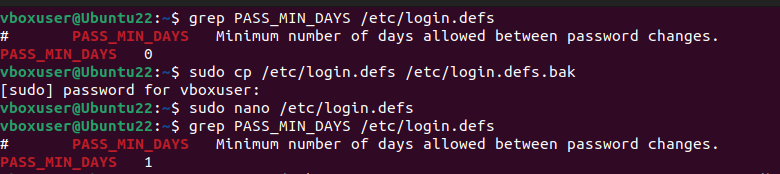 vboxuser@Ubuntu22:~$ grep PASS_MIN_DAYS /etc/login.defs
#       PASS_MIN_DAYS   Minimum number of days allowed between password changes.
PASS_MIN_DAYS   0
vboxuser@Ubuntu22:~$ sudo cp /etc/login.defs /etc/login.defs.bak
[sudo] password for vboxuser:
vboxuser@Ubuntu22:~$ sudo nano /etc/login.defs
vboxuser@Ubuntu22:~$ grep PASS_MIN_DAYS /etc/login.defs
#       PASS_MIN_DAYS   Minimum number of days allowed between password changes.
PASS_MIN_DAYS   1